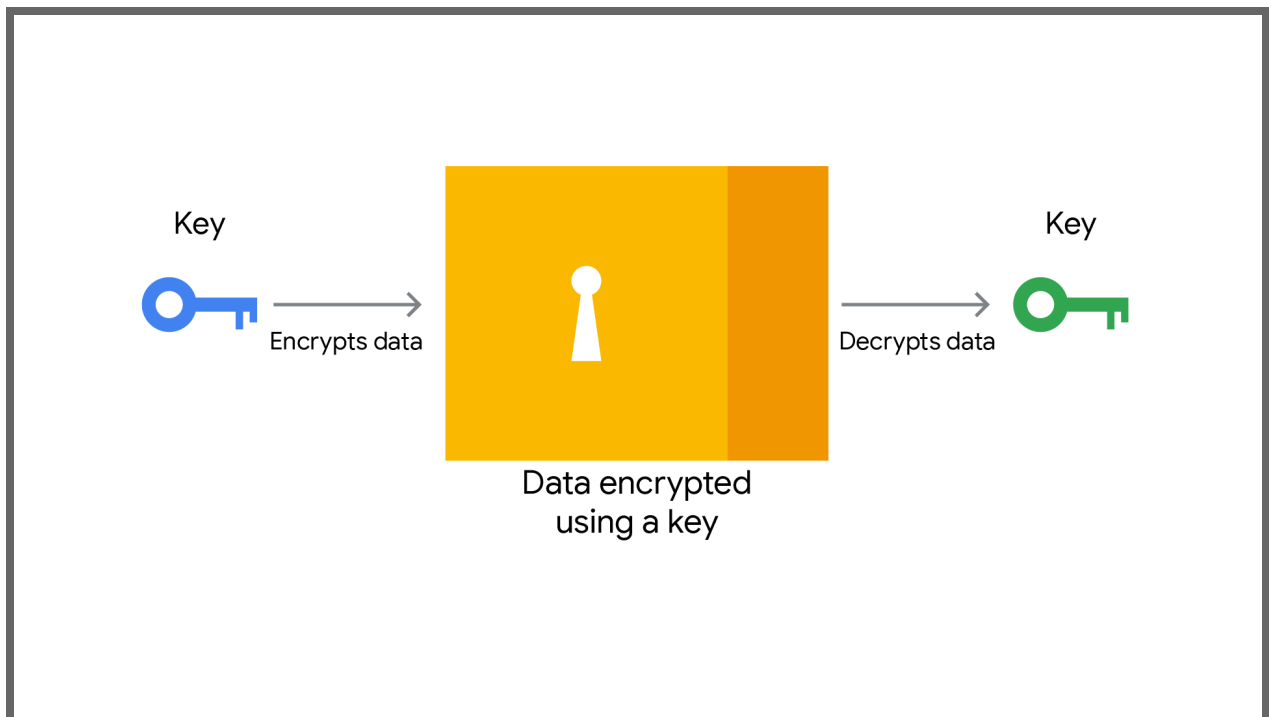 Key
Key
Encrypts data
Decrypts data
Data encrypted
using a key